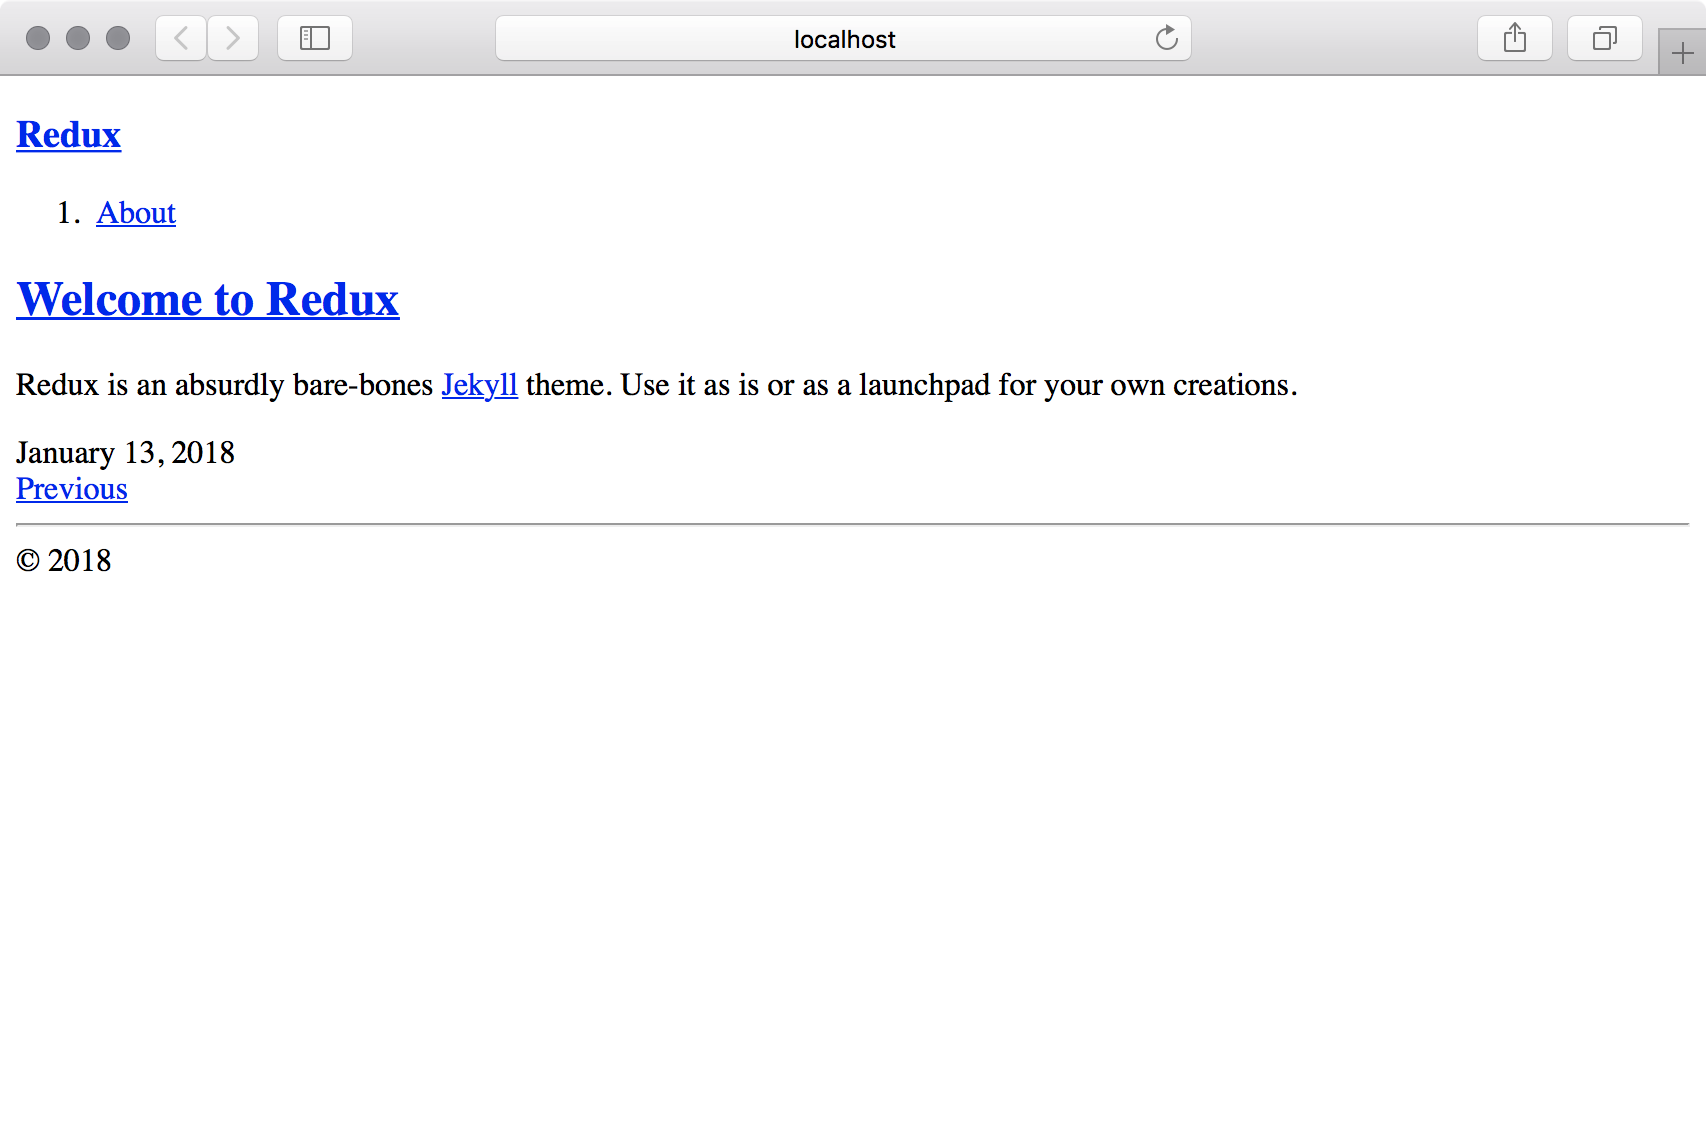 localhost
Redux
1. About
Welcome to Redux
Redux is an absurdly bare-bones Jekyll theme. Use it as is or as a launchpad for your own creations.
January 13, 2018
Previous
© 2018